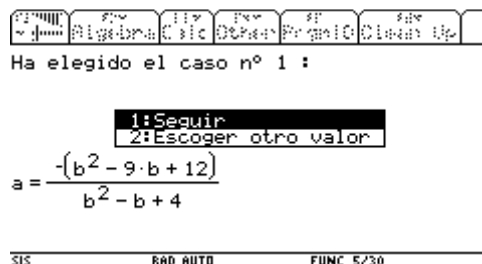 Algebra Calc Other PrgmIO Clean Up
Ha elegido el caso nº 1 :
1:Seguir
2:Escoger otro valor
a = -(b² - 9·b + 12) / b² - b + 4
SIS RAD AUTO FUNC 5/30